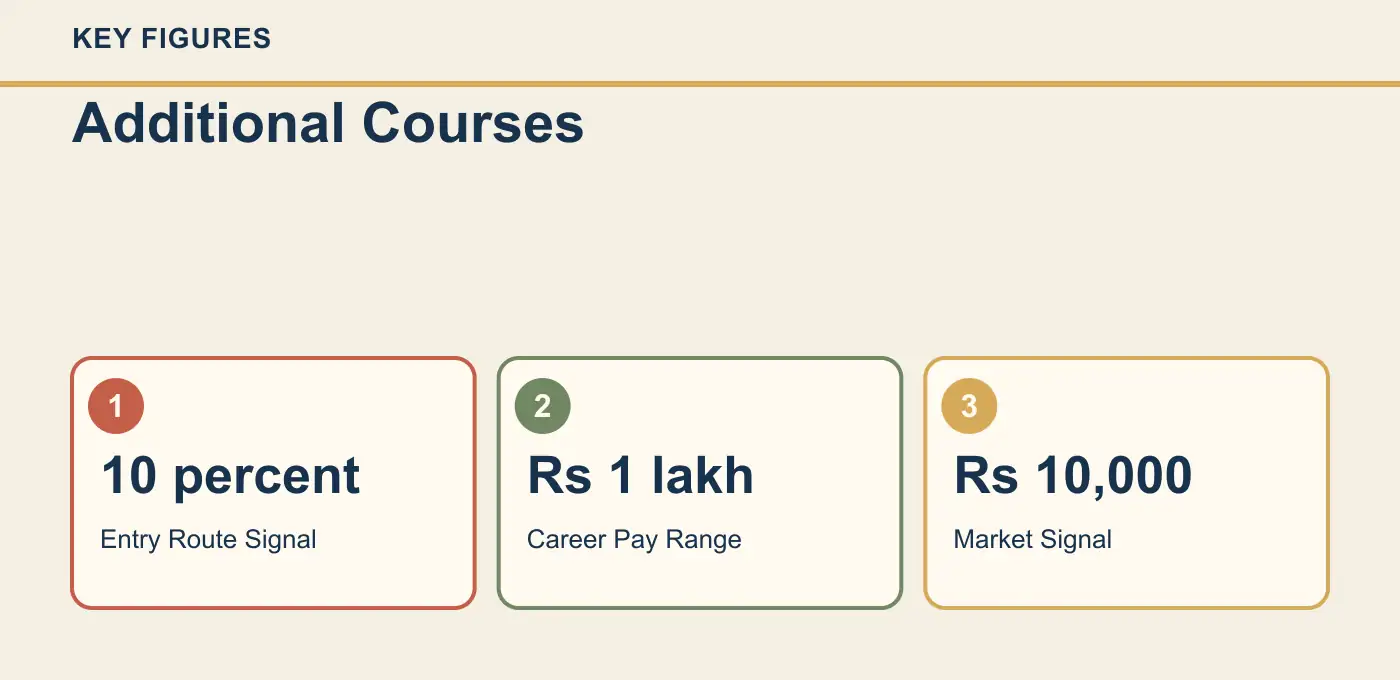 KEY FIGURES
Additional Courses
1
10 percent
Entry Route Signal
2
Rs 1 lakh
Career Pay Range
3
Rs 10,000
Market Signal